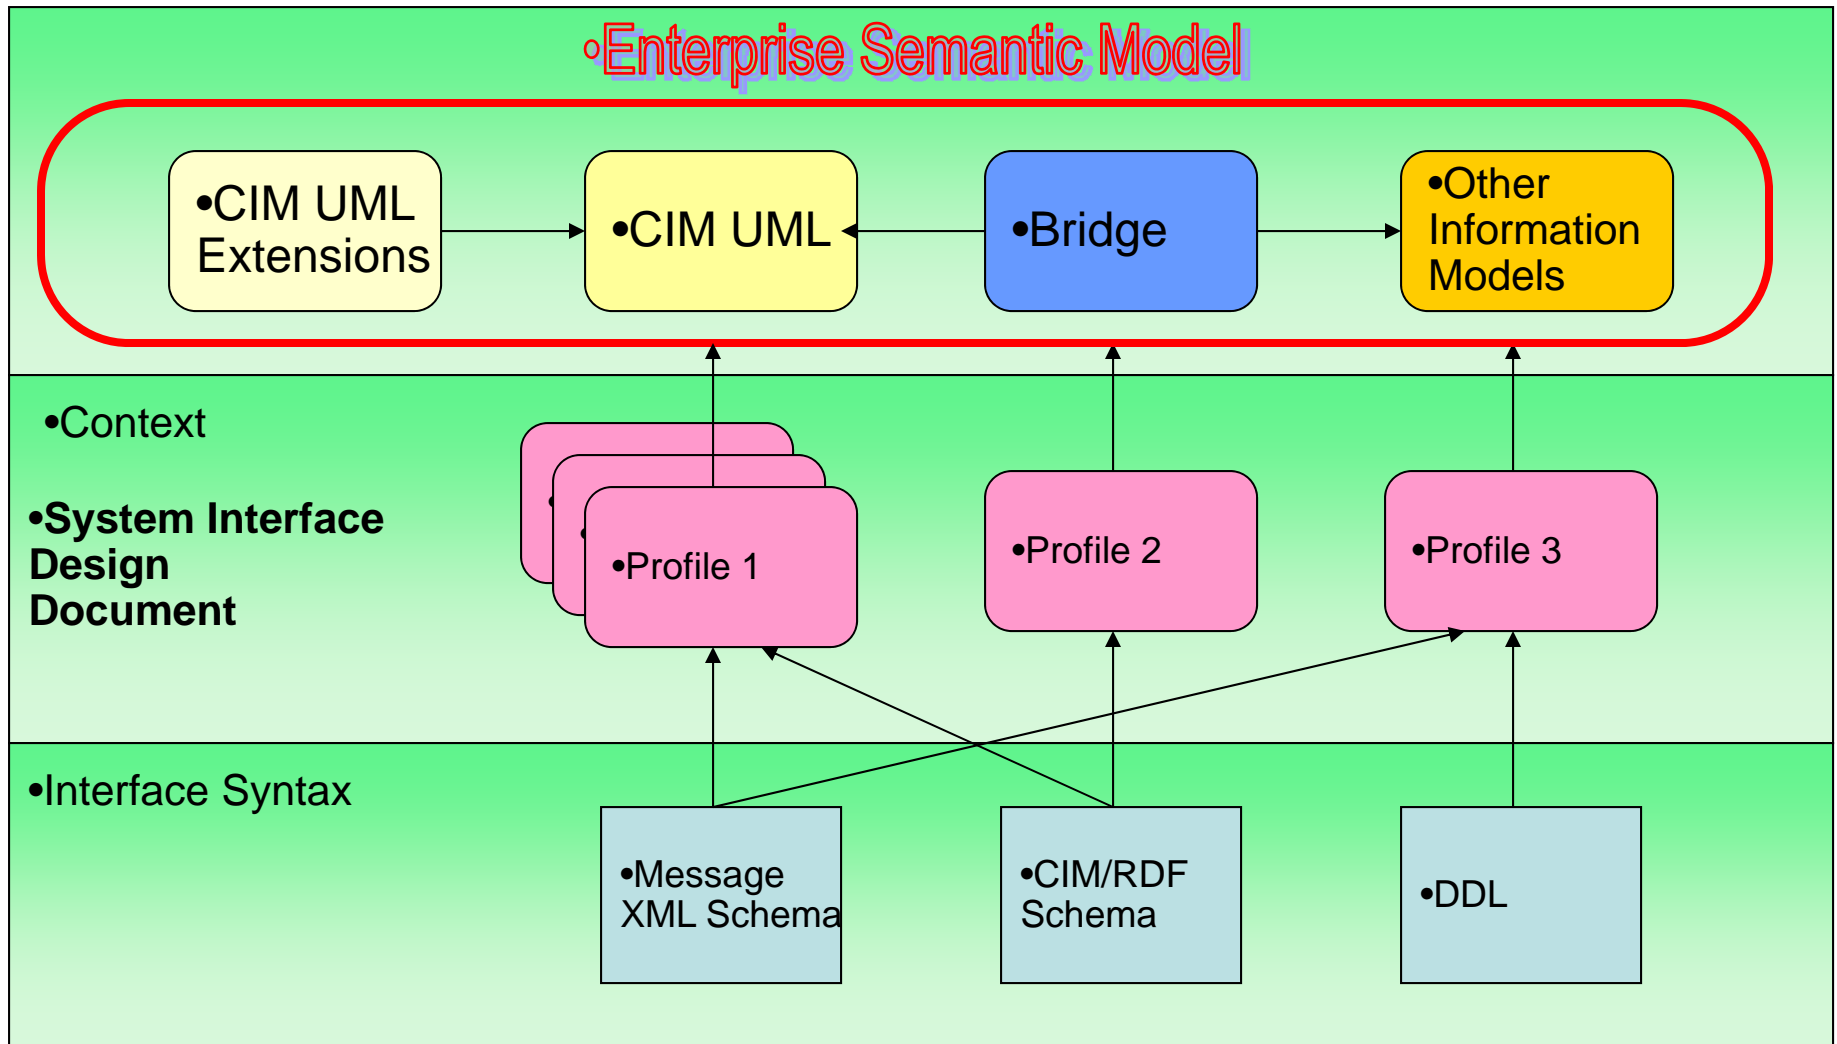 •Enterprise Semantic Model
•CIM UML
Extensions
•CIM UML
•Bridge
•Other
Information
Models
•Context
•System Interface
Design
Document
•Profile 1
•Profile 2
•Profile 3
•Interface Syntax
•Message
XML Schema
•CIM/RDF
Schema
•DDL